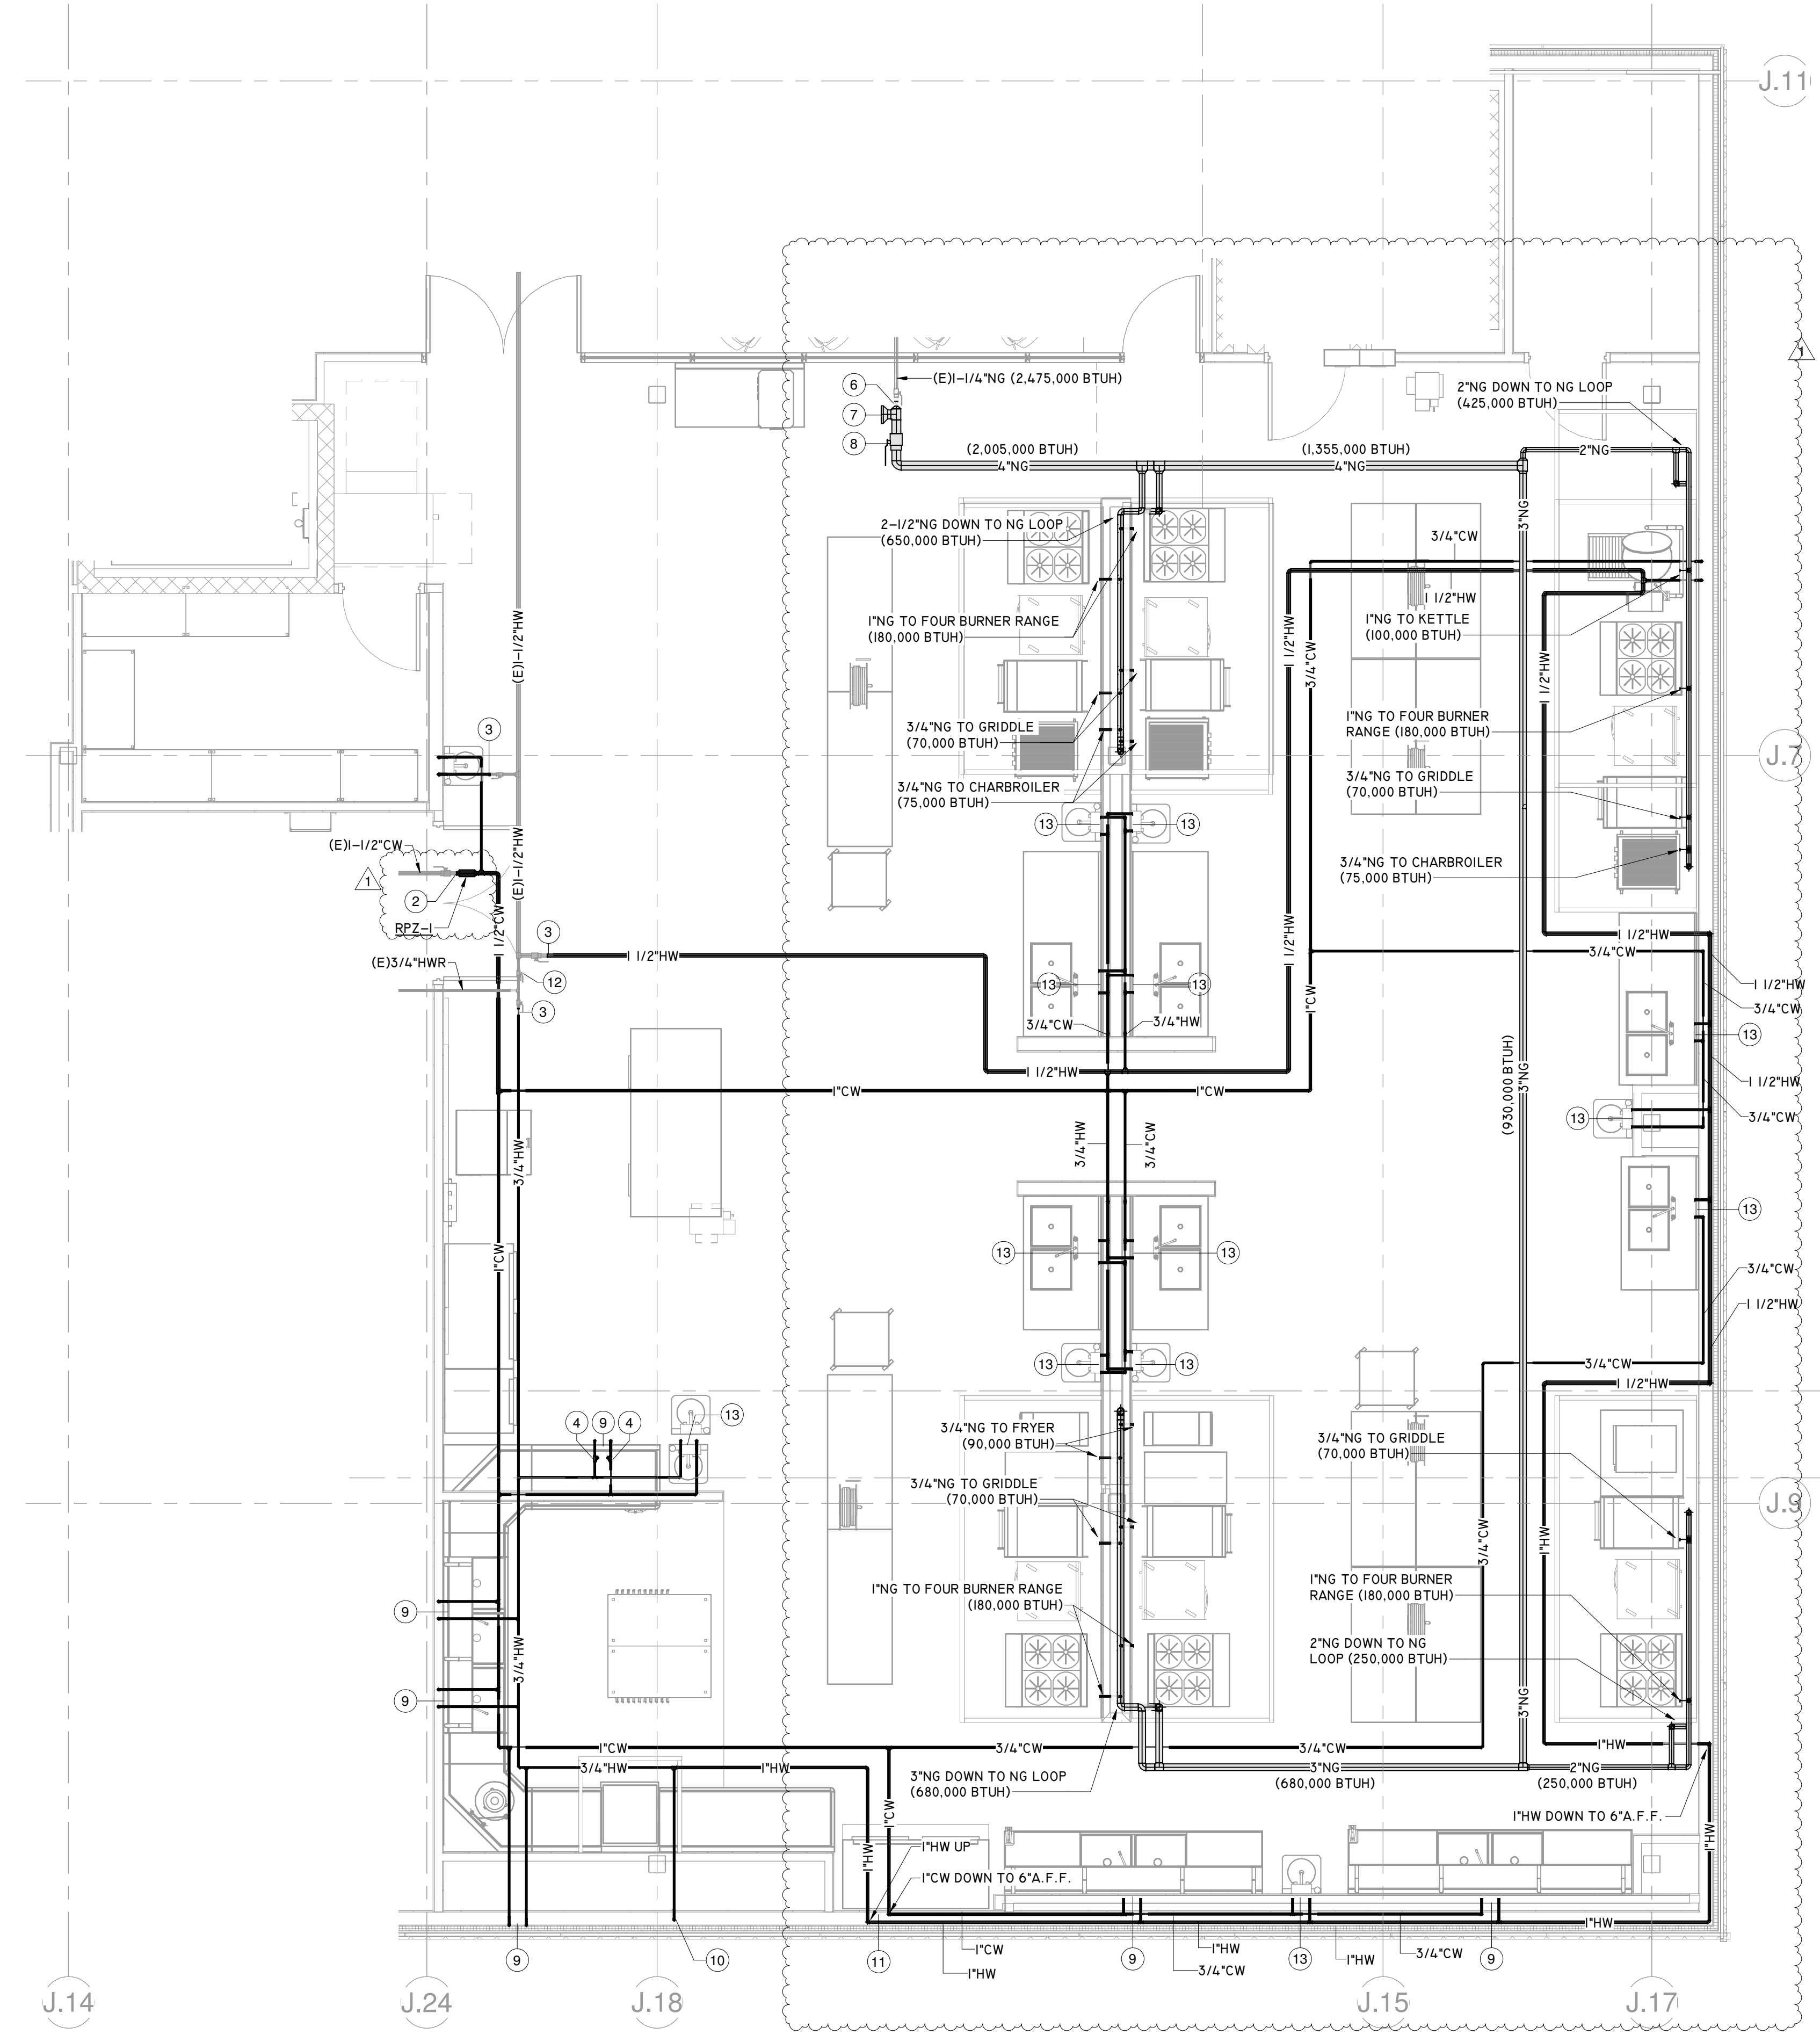 J.11
1
(E)1-1/4"NG (2,475,000 BTUH)
6
7
8
2"NG DOWN TO NG LOOP
(425,000 BTUH)
(2,005,000 BTUH)
4"NG
(1,355,000 BTUH)
4"NG
2"NG
3"NG
2-1/2"NG DOWN TO NG LOOP
(650,000 BTUH)
3/4"CW
1 1/2"HW
1"NG TO FOUR BURNER RANGE
(180,000 BTUH)
1"NG TO KETTLE
(100,000 BTUH)
(E)1-1/2"HW
1 1/2"HW
3/4"CW
1 1/2"HW
3
3/4"NG TO GRIDDLE
(70,000 BTUH)
1"NG TO FOUR BURNER
RANGE (180,000 BTUH)
J.7
3/4"NG TO CHARBROILER
(75,000 BTUH)
3/4"NG TO GRIDDLE
(70,000 BTUH)
13
13
(E)1-1/2"CW
(E)1-1/2"HW
3/4"NG TO CHARBROILER
(75,000 BTUH)
1
2
RPZ-1
1 1/2"CW
3
1 1/2"HW
1 1/2"HW
1 1/2"HW
3/4"CW
(E)3/4"HWR
12
13
13
1"CW
1 1/2"HW
3/4"CW
3
3/4"CW
3/4"HW
13
1 1/2"HW
1 1/2"HW
1"CW
1"CW
(930,000 BTUH)
3"NG
3/4"CW
13
3/4"HW
3/4"HW
3/4"CW
13
1"CW
13
13
3/4"CW
1 1/2"HW
13
13
3/4"CW
1 1/2"HW
4
9
4
13
3/4"NG TO FRYER
(90,000 BTUH)
3/4"NG TO GRIDDLE
(70,000 BTUH)
3/4"NG TO GRIDDLE
(70,000 BTUH)
J.9
3/4"CW
1"HW
1"NG TO FOUR BURNER RANGE
(180,000 BTUH)
1"NG TO FOUR BURNER
RANGE (180,000 BTUH)
9
3/4"HW
2"NG DOWN TO NG
LOOP (250,000 BTUH)
9
3"NG
1"CW
3/4"CW
3/4"CW
1"HW
3/4"HW
1"HW
3"NG DOWN TO NG LOOP
(680,000 BTUH)
3"NG
(680,000 BTUH)
2"NG
(250,000 BTUH)
1"CW
1"HW DOWN TO 6"A.F.F.
1"HW
1"HW
1"HW UP
1"CW DOWN TO 6"A.F.F.
1"HW
9
10
11
1"CW
1"HW
9
1"HW
3/4"CW
13
1"HW
3/4"CW
9
J.14
J.24
J.18
J.15
J.17